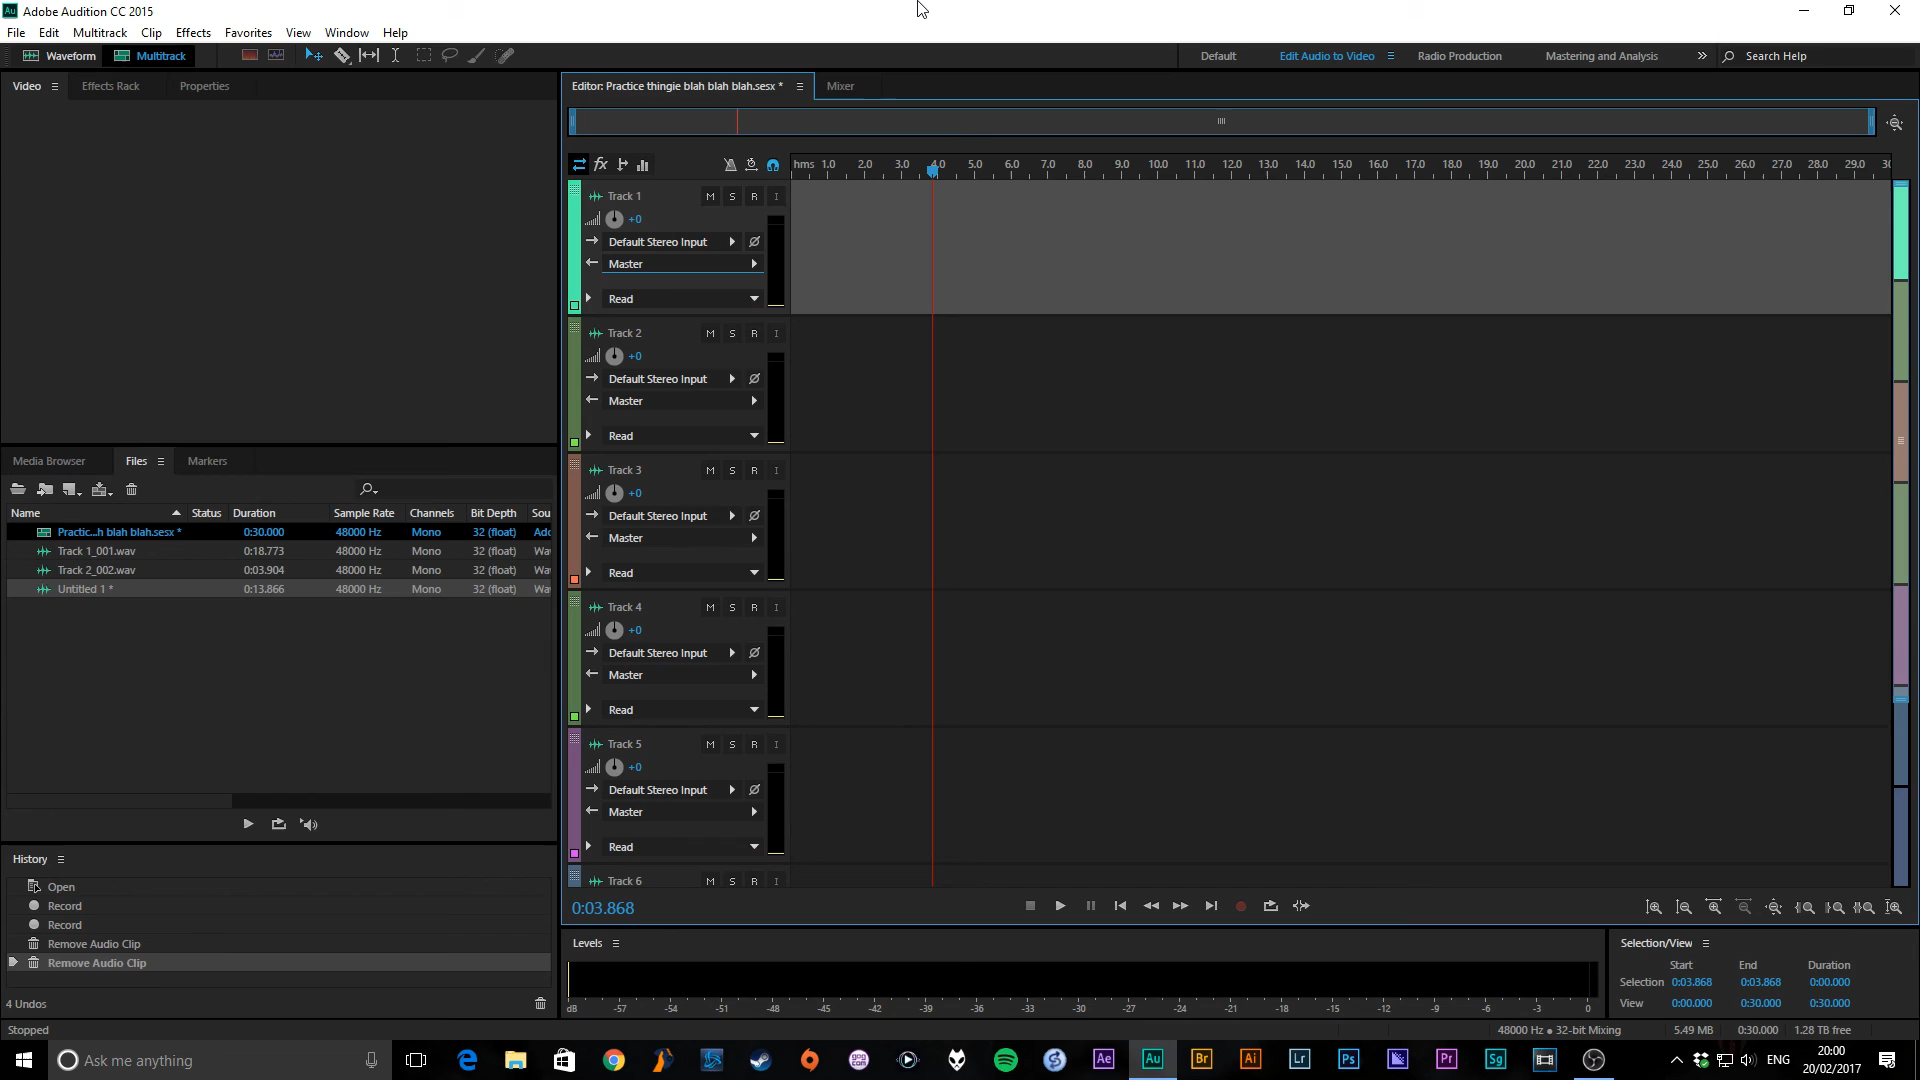 Au Adobe Audition CC 2015
File Edit Multitrack Clip Effects Favorites View Window Help
Waveform Multitrack Default Edit Audio to Video Radio Production Mastering and Analysis Search Help
Video Effects Rack Properties
Editor: Practice thingie blah blah blah.sesx * Mixer
hms 1.0 2.0 3.0 4.0 5.0 6.0 7.0 8.0 9.0 10.0 11.0 12.0 13.0 14.0 15.0 16.0 17.0 18.0 19.0 20.0 21.0 22.0 23.0 24.0 25.0 26.0 27.0 28.0 29.0 30
fx
Track 1 M S R I
+0
Default Stereo Input
Master
Read
Track 2 M S R I
+0
Default Stereo Input
Master
Read
Track 3 M S R I
+0
Default Stereo Input
Master
Read
Track 4 M S R I
+0
Default Stereo Input
Master
Read
Track 5 M S R I
+0
Default Stereo Input
Master
Read
Track 6 M S R I
Media Browser Files Markers
Name Status Duration Sample Rate Channels Bit Depth Sou
Practic...h blah blah.sesx * 0:30.000 48000 Hz Mono 32 (float) Ado
Track 1_001.wav 0:18.773 48000 Hz Mono 32 (float) Wa
Track 2_002.wav 0:03.904 48000 Hz Mono 32 (float) Wa
Untitled 1 * 0:13.866 48000 Hz Mono 32 (float) Wa
History
Open
Record
Record
Remove Audio Clip
Remove Audio Clip
4 Undos
0:03.868
Levels
dB -57 -54 -51 -48 -45 -42 -39 -36 -33 -30 -27 -24 -21 -18 -15 -12 -9 -6 -3 0
Selection/View
Start End Duration
Selection 0:03.868 0:03.868 0:00.000
View 0:00.000 0:30.000 0:30.000
Stopped 48000 Hz ● 32-bit Mixing 5.49 MB 0:30.000 1.28 TB free
Ask me anything gog com Ae Au Br Ai Lr Ps Pr Sg ENG 20:00
20/02/2017